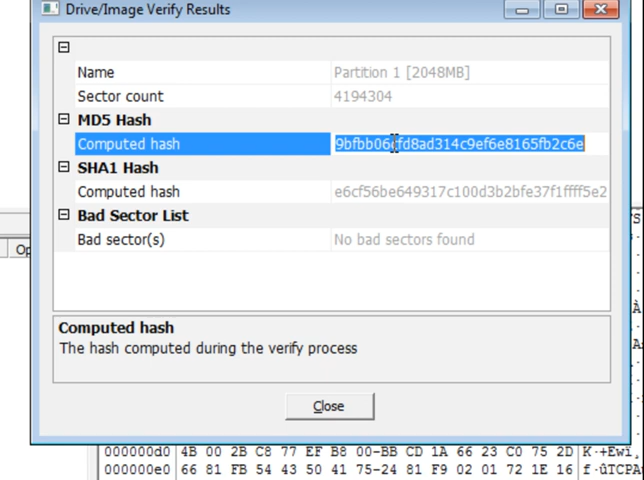 Drive/Image Verify Results
Name Partition 1 [2048MB]
Sector count 4194304
MD5 Hash
Computed hash
SHA1 Hash
Computed hash e6cf56be649317c100d3b2bfe37f1ffff5e2
Bad Sector List
Bad sector(s) No bad sectors found
Computed hash
The hash computed during the verify process
Close
000000d0 4B 00 2B C8 77 EF B8 00-BB CD 1A 66 23 C0 75 2D
000000e0 66 81 FB 54 43 50 41 75-24 81 F9 02 01 72 1E 16